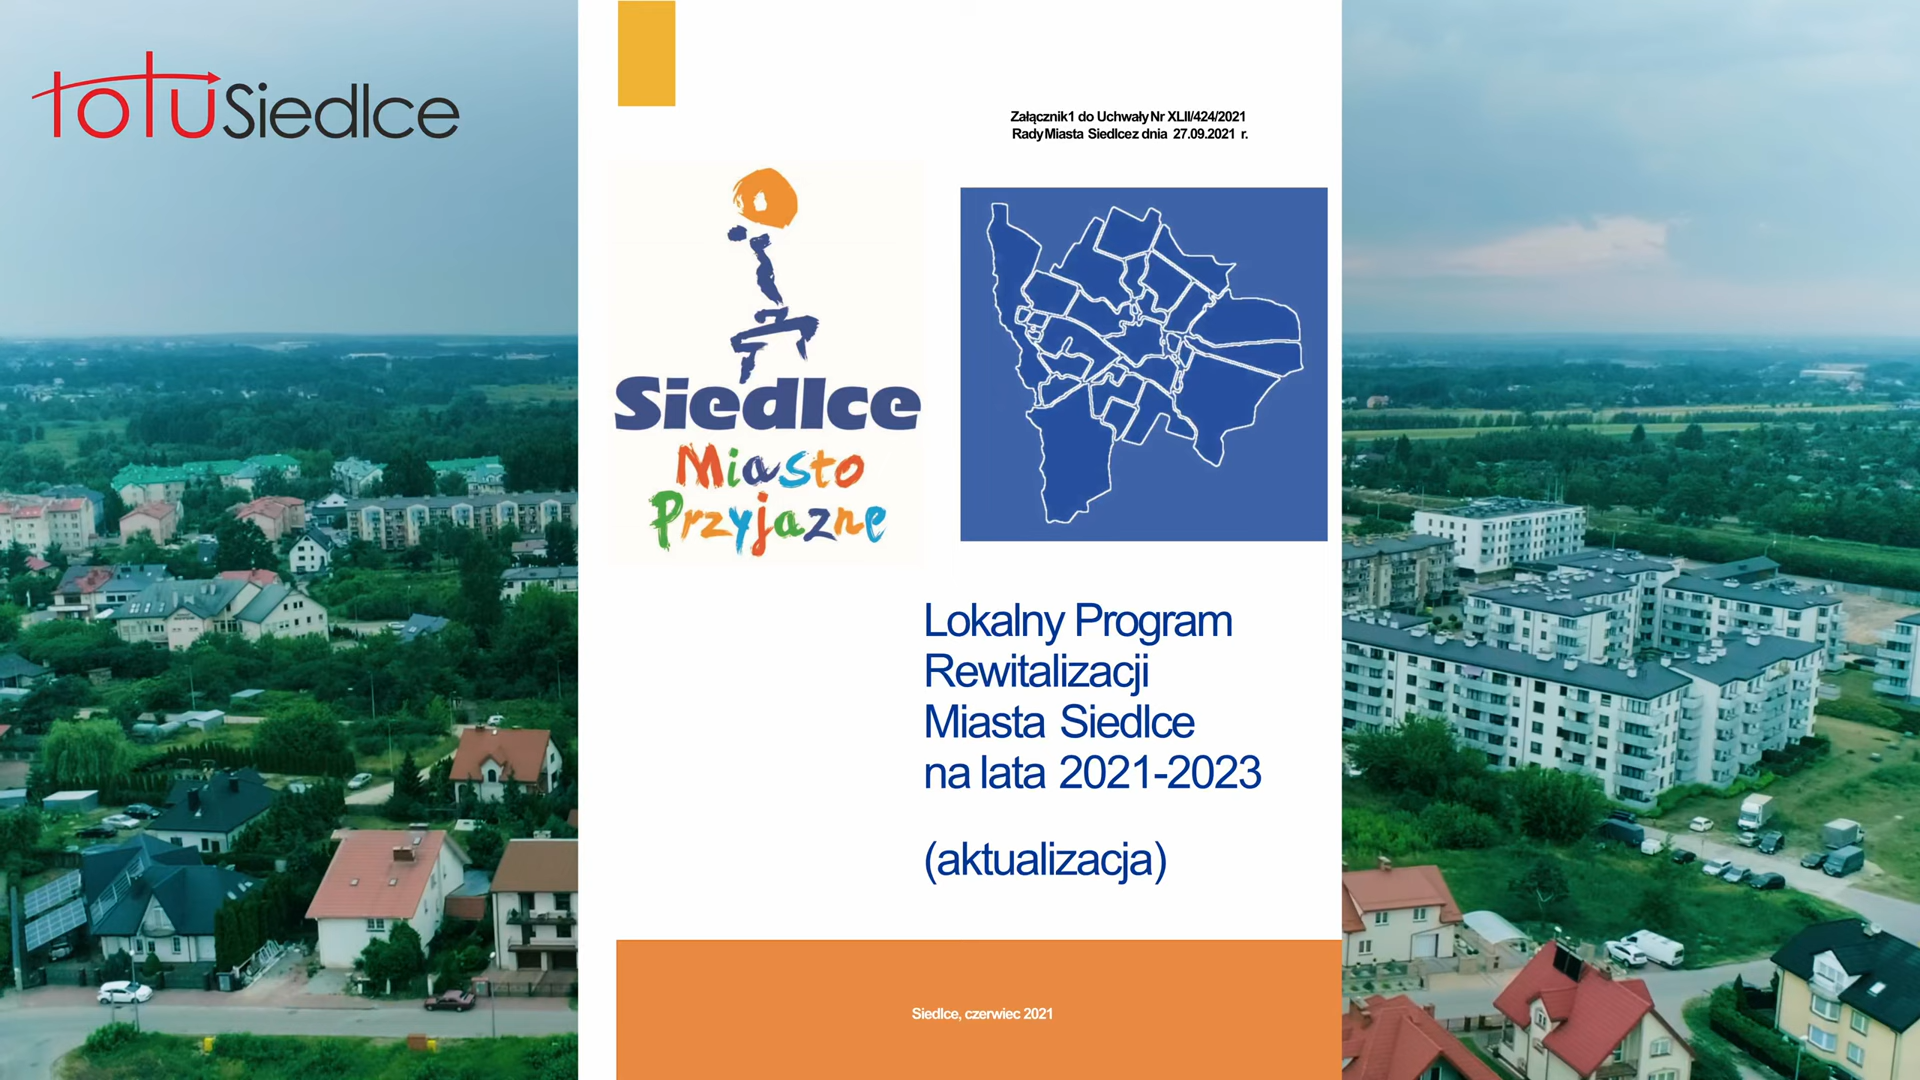 totuSiedlce
Załącznik1 do Uchwały Nr XLII/424/2021
Rady Miasta Siedlce z dnia 27.09.2021 r.
Siedlce
Miasto
Przyjazne
Lokalny Program
Rewitalizacji
Miasta Siedlce
na lata 2021-2023
(aktualizacja)
Siedlce, czerwiec 2021